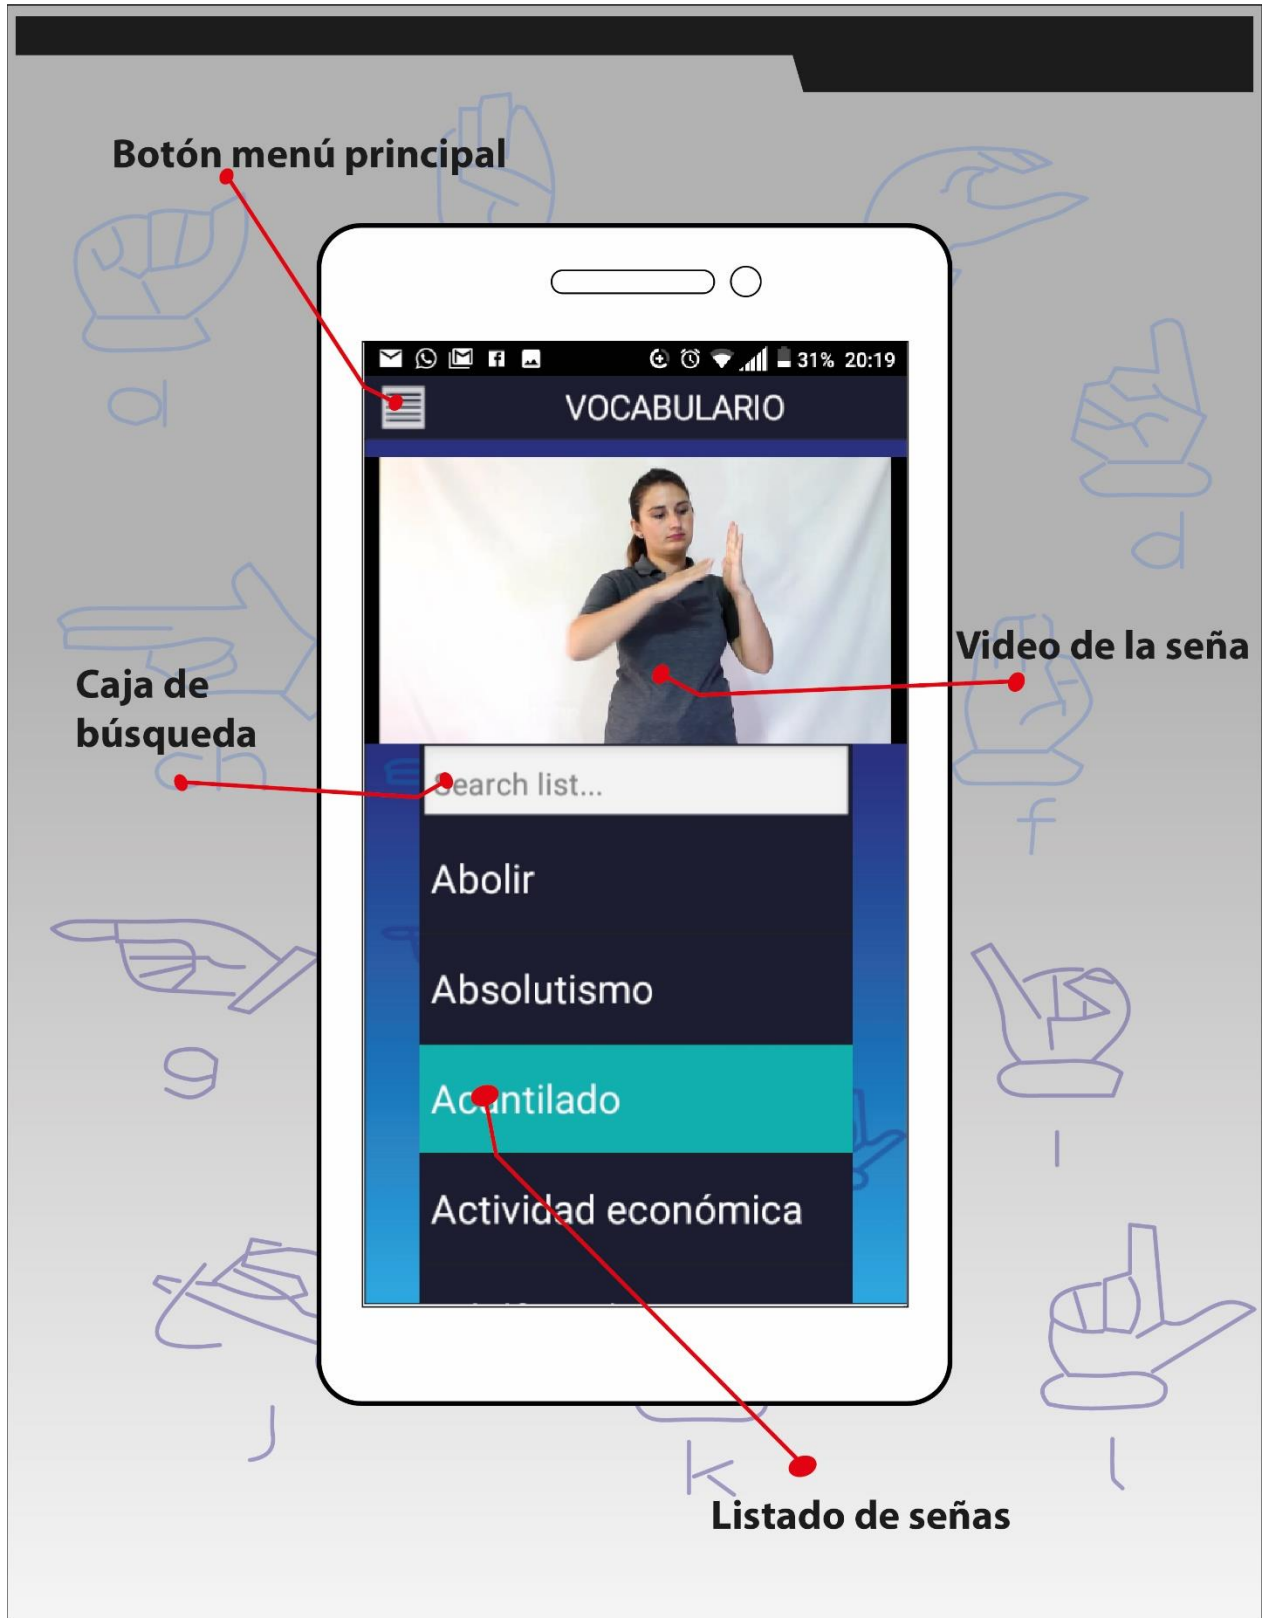 Botón menú principal
31% 20:19
VOCABULARIO
Video de la seña
Caja de
búsqueda
Search list...
Abolir
Absolutismo
Acantilado
Actividad económica
Listado de señas
a
d
ch
f
g
i
j
k
l